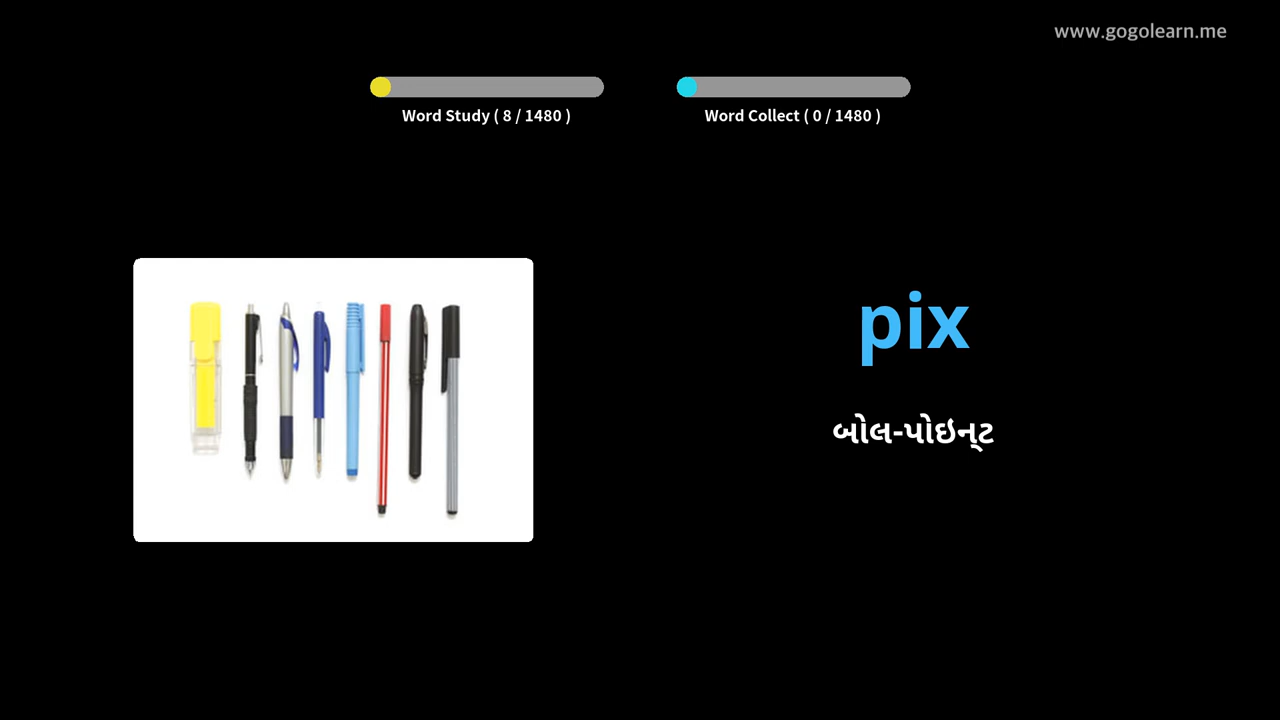 www.gogolearn.me
Word Study ( 8 / 1480 )
Word Collect ( 0 / 1480 )
pix
બોલ-પોઇન્ટ